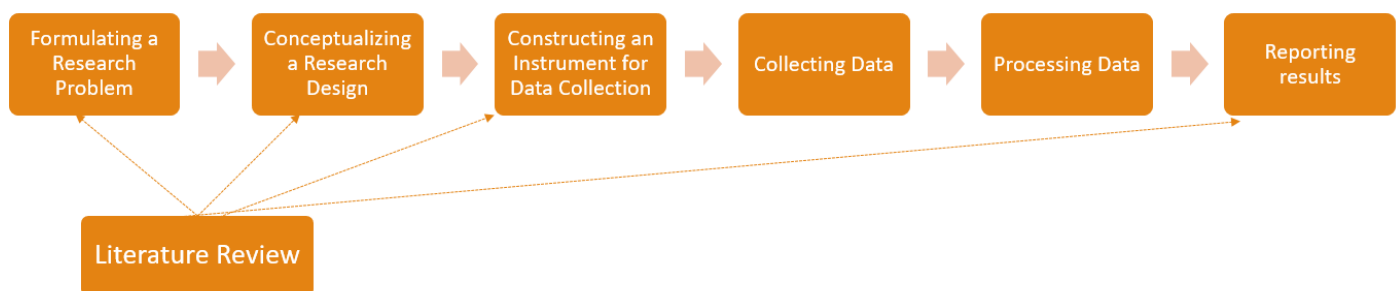 Formulating a
Research
Problem
Conceptualizing
a Research
Design
Constructing an
Instrument for
Data Collection
Collecting Data
Processing Data
Reporting
results
Literature Review